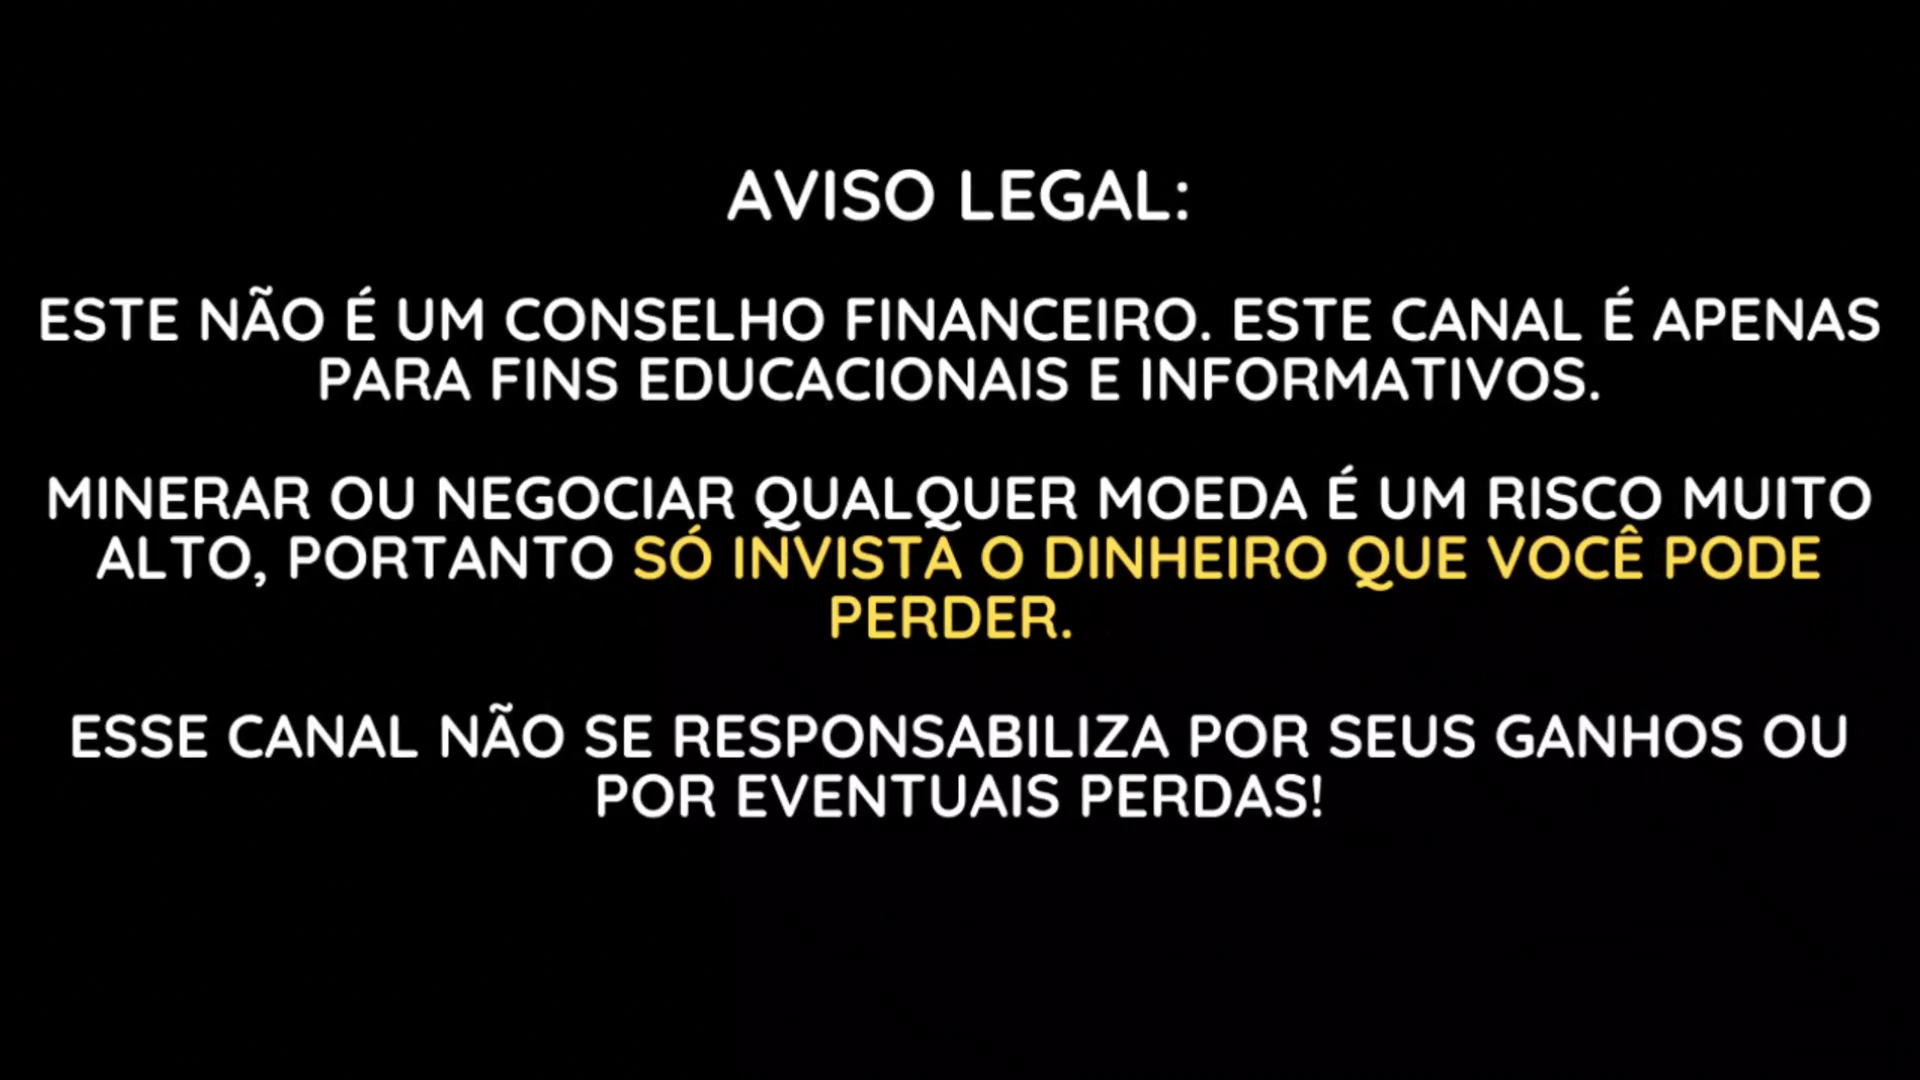 AVISO LEGAL:
ESTE NÃO É UM CONSELHO FINANCEIRO. ESTE CANAL É APENAS
PARA FINS EDUCACIONAIS E INFORMATIVOS.
MINERAR OU NEGOCIAR QUALQUER MOEDA É UM RISCO MUITO
ALTO, PORTANTO SÓ INVISTA O DINHEIRO QUE VOCÊ PODE
PERDER.
ESSE CANAL NÃO SE RESPONSABILIZA POR SEUS GANHOS OU
POR EVENTUAIS PERDAS!